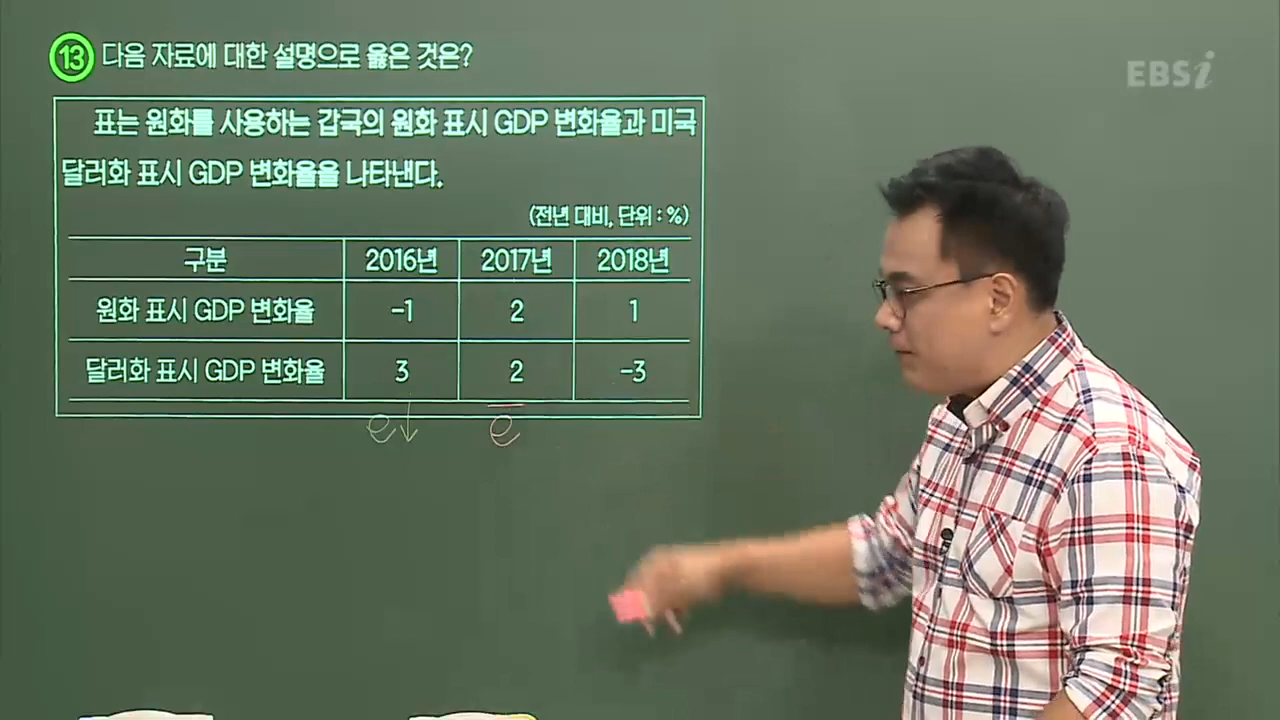 13 다음 자료에 대한 설명으로 옳은 것은?
EBSi
표는 원화를 사용하는 갑국의 원화 표시 GDP 변화율과 미국
달러화 표시 GDP 변화율을 나타낸다.
(전년 대비, 단위 : %)
구분 2016년 2017년 2018년
원화 표시 GDP 변화율 -1 2 1
달러화 표시 GDP 변화율 3 2 -3
e↓ e̅